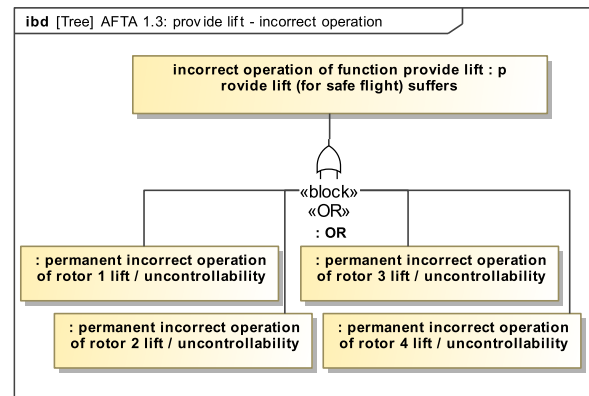 ibd [Tree] AFTA 1.3: provide lift - incorrect operation
incorrect operation of function provide lift : p
rovide lift (for safe flight) suffers
«block»
«OR»
: OR
: permanent incorrect operation
of rotor 1 lift / uncontrollability
: permanent incorrect operation
of rotor 3 lift / uncontrollability
: permanent incorrect operation
of rotor 2 lift / uncontrollability
: permanent incorrect operation
of rotor 4 lift / uncontrollability